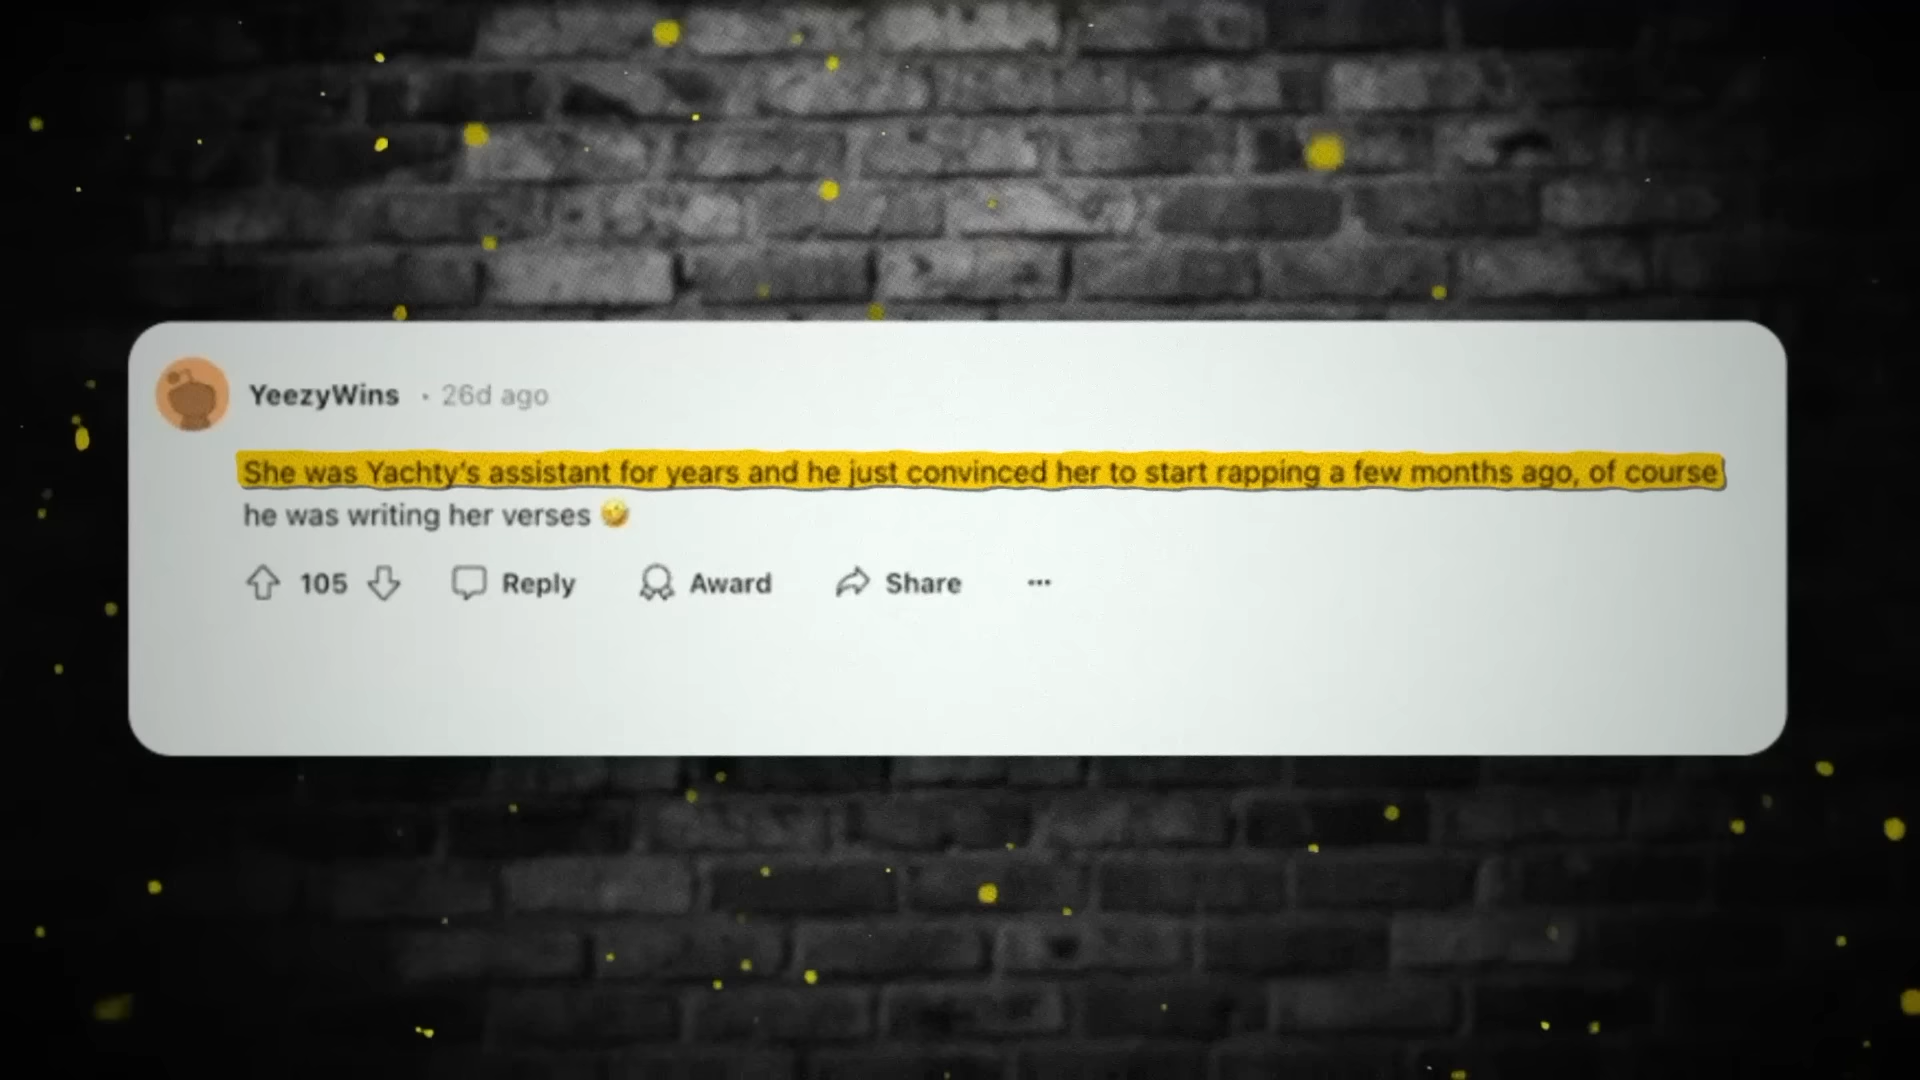 YeezyWins · 26d ago
She was Yachty's assistant for years and he just convinced her to start rapping a few months ago, of course
he was writing her verses 🤣
105 Reply Award Share ...